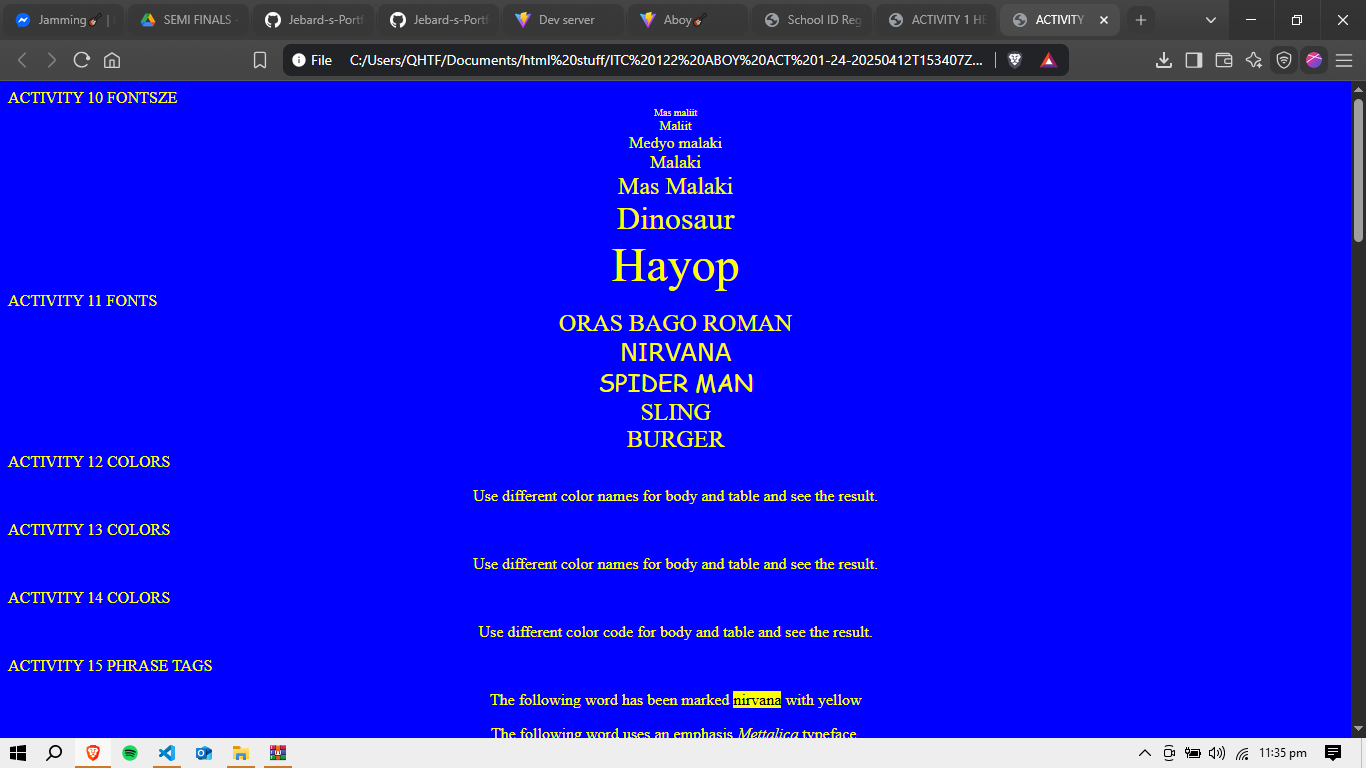 Jamming🎸 |
SEMI FINALS -
Jebard-s-Portf
Jebard-s-Portf
Dev server
Aboy🎸
School ID Reg
ACTIVITY 1 HE
ACTIVITY
File C:/Users/QHTF/Documents/html%20stuff/ITC%20122%20ABOY%20ACT%201-24-20250412T153407Z...
ACTIVITY 10 FONTSZE
Mas maliit
Maliit
Medyo malaki
Malaki
Mas Malaki
Dinosaur
Hayop
ACTIVITY 11 FONTS
ORAS BAGO ROMAN
NIRVANA
SPIDER MAN
SLING
BURGER
ACTIVITY 12 COLORS
Use different color names for body and table and see the result.
ACTIVITY 13 COLORS
Use different color names for body and table and see the result.
ACTIVITY 14 COLORS
Use different color code for body and table and see the result.
ACTIVITY 15 PHRASE TAGS
The following word has been marked nirvana with yellow
The following word uses an emphasis Mettalica typeface.
11:35 pm